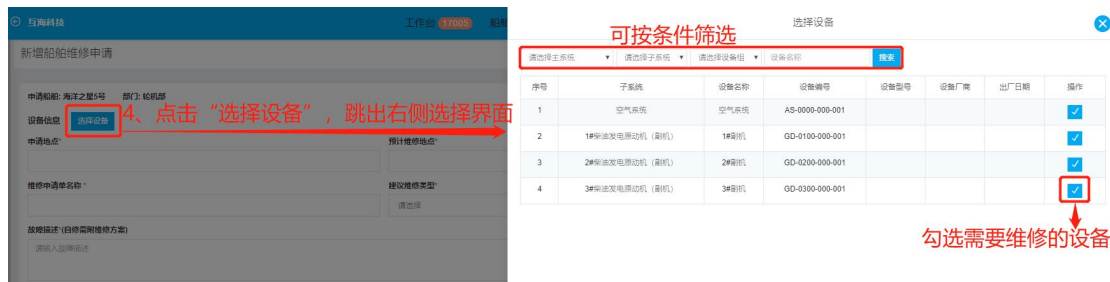 互海科技
工作台 17005 船舶
新增船舶维修申请
申请船舶: 海洋之星5号 部门: 轮机部
设备信息 选择设备
4、点击“选择设备”，跳出右侧选择界面
申请地点*
预计维修地点*
维修申请单名称 *
建议维修类型*
请选择
故障描述*(自修需附维修方案)
请输入故障描述
选择设备
可按条件筛选
请选择主系统 请选择子系统 请选择设备组 设备名称 搜索
序号 子系统 设备名称 设备编号 设备型号 设备厂商 出厂日期 操作
1 空气系统 空气系统 AS-0000-000-001
2 1#柴油发电原动机（副机） 1#副机 GD-0100-000-001
3 2#柴油发电原动机（副机） 2#副机 GD-0200-000-001
4 3#柴油发电原动机（副机） 3#副机 GD-0300-000-001
勾选需要维修的设备